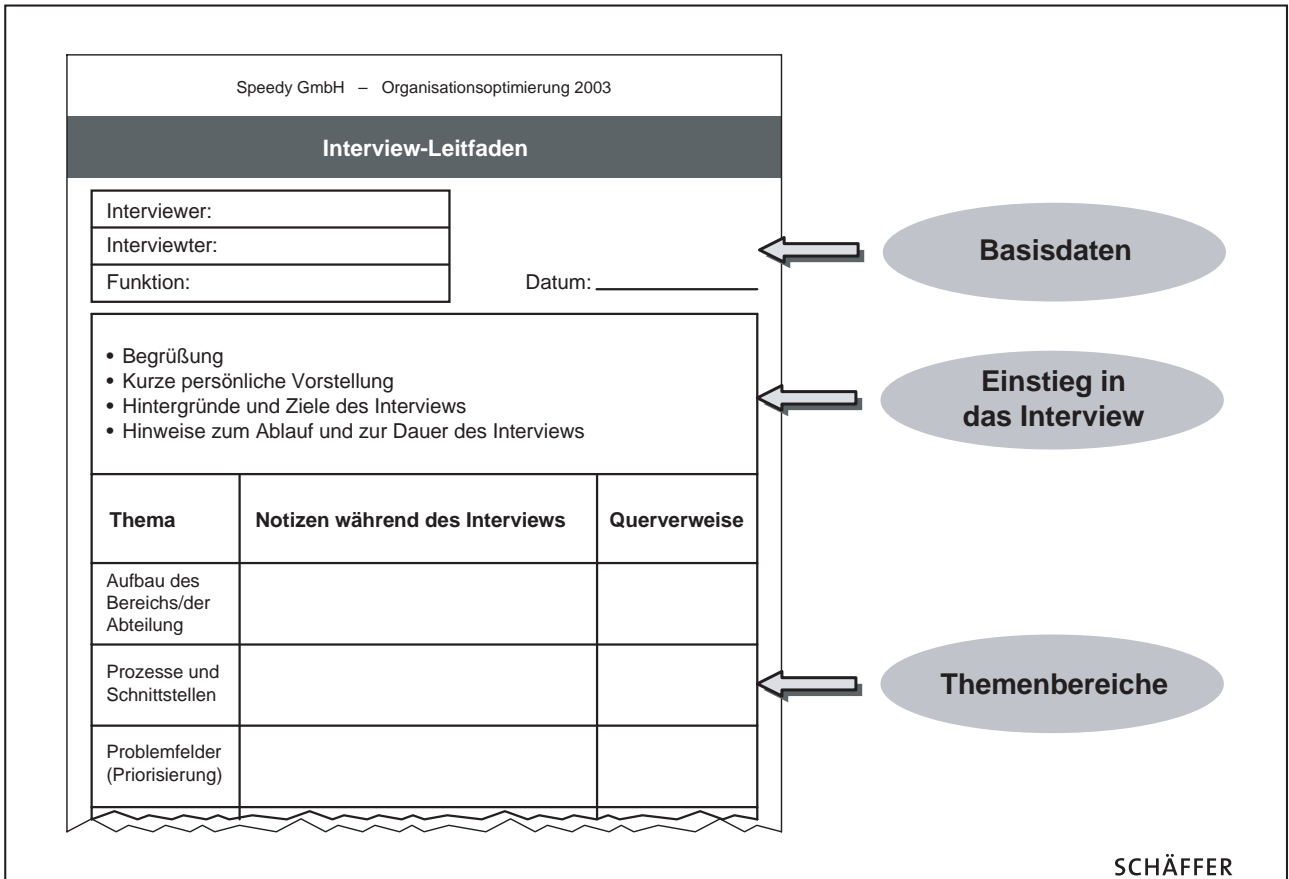 Speedy GmbH – Organisationsoptimierung 2003
Interview-Leitfaden
Interviewer:
Interviewter:
Funktion:
Datum:
Basisdaten
• Begrüßung
• Kurze persönliche Vorstellung
• Hintergründe und Ziele des Interviews
• Hinweise zum Ablauf und zur Dauer des Interviews
Einstieg in
das Interview
Thema
Notizen während des Interviews
Querverweise
Aufbau des
Bereichs/der
Abteilung
Prozesse und
Schnittstellen
Themenbereiche
Problemfelder
(Priorisierung)
SCHÄFFER